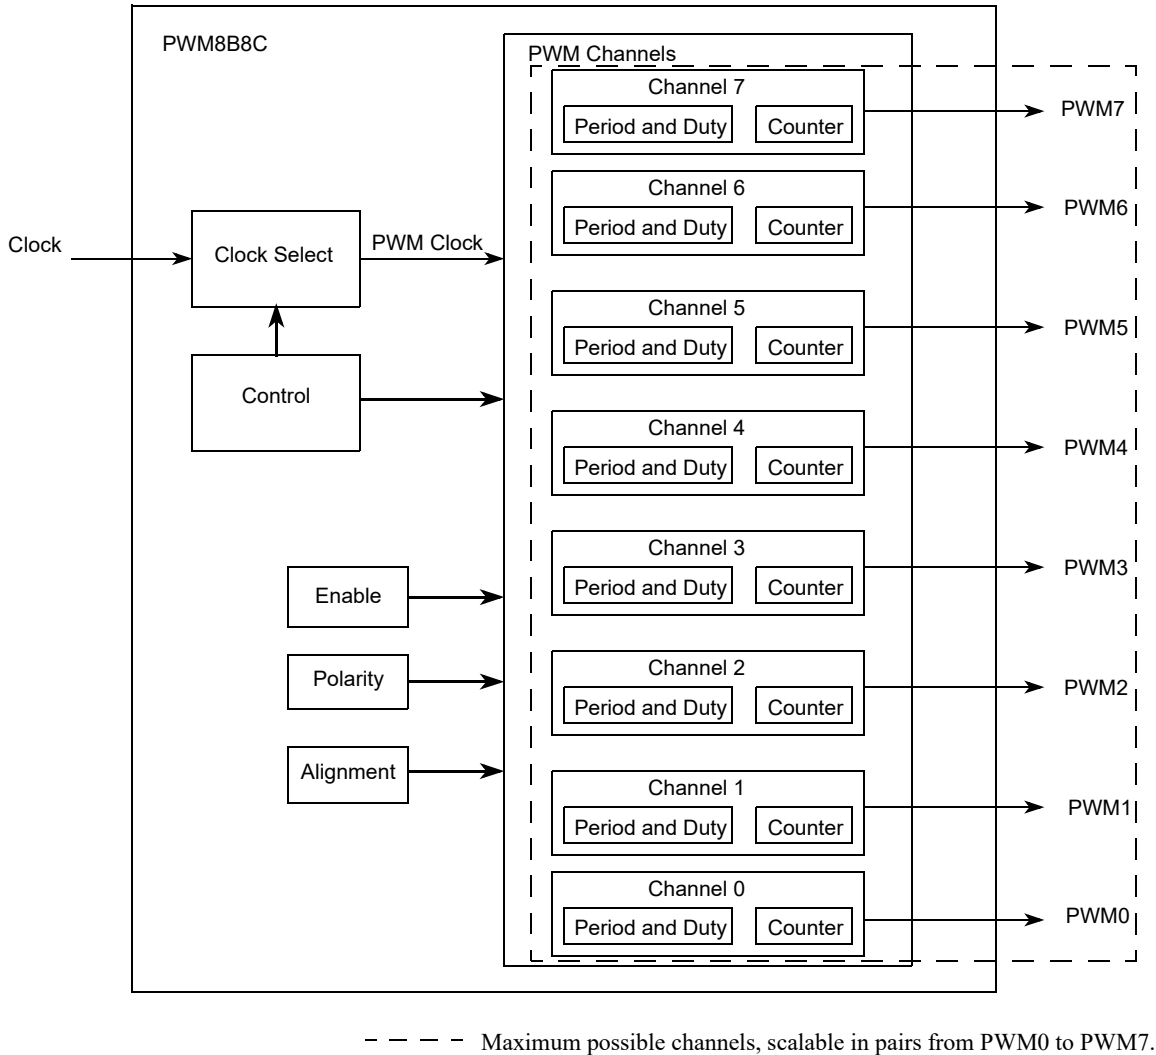 PWM8B8C
PWM Channels
Channel 7
Period and Duty
Counter
PWM7
Channel 6
Period and Duty
Counter
PWM6
Clock
Clock Select
PWM Clock
Channel 5
Period and Duty
Counter
PWM5
Control
Channel 4
Period and Duty
Counter
PWM4
Channel 3
Period and Duty
Counter
PWM3
Enable
Polarity
Channel 2
Period and Duty
Counter
PWM2
Alignment
Channel 1
Period and Duty
Counter
PWM1
Channel 0
Period and Duty
Counter
PWM0
Maximum possible channels, scalable in pairs from PWM0 to PWM7.